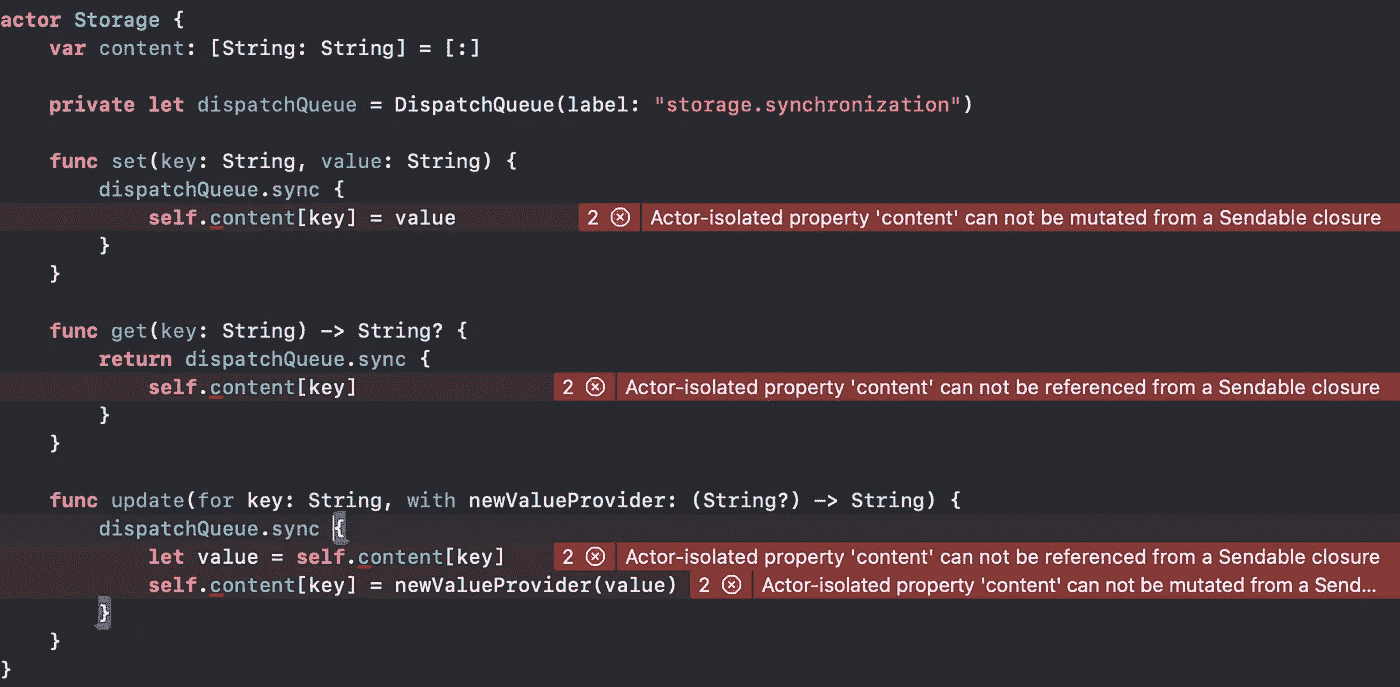 actor Storage {
    var content: [String: String] = [:]

    private let dispatchQueue = DispatchQueue(label: "storage.synchronization")

    func set(key: String, value: String) {
        dispatchQueue.sync {
            self.content[key] = value 2 Actor-isolated property 'content' can not be mutated from a Sendable closure
        }
    }

    func get(key: String) -> String? {
        return dispatchQueue.sync {
            self.content[key] 2 Actor-isolated property 'content' can not be referenced from a Sendable closure
        }
    }

    func update(for key: String, with newValueProvider: (String?) -> String) {
        dispatchQueue.sync {
            let value = self.content[key] 2 Actor-isolated property 'content' can not be referenced from a Sendable closure
            self.content[key] = newValueProvider(value) 2 Actor-isolated property 'content' can not be mutated from a Send...
        }
    }
}